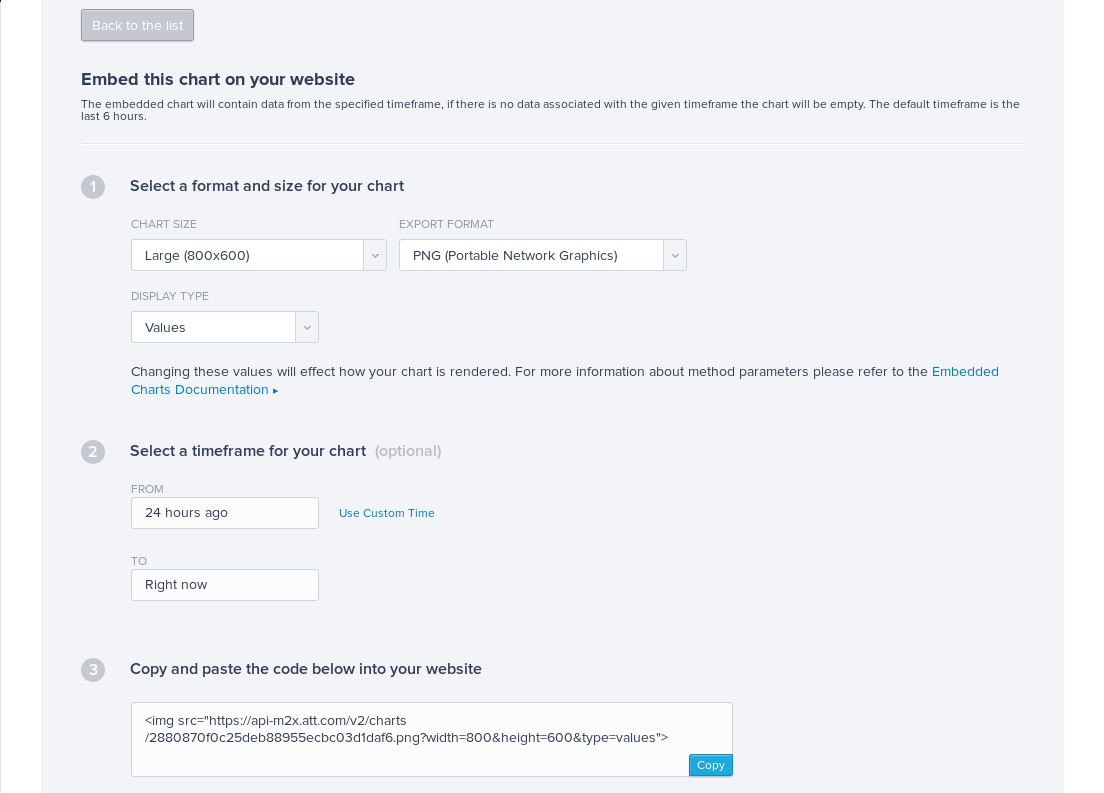 Back to the list
Embed this chart on your website
The embedded chart will contain data from the specified timeframe, if there is no data associated with the given timeframe the chart will be empty. The default timeframe is the
last 6 hours.
1 Select a format and size for your chart
CHART SIZE EXPORT FORMAT
Large (800x600) PNG (Portable Network Graphics)
DISPLAY TYPE
Values
Changing these values will effect how your chart is rendered. For more information about method parameters please refer to the Embedded
Charts Documentation ▸
2 Select a timeframe for your chart (optional)
FROM
24 hours ago Use Custom Time
TO
Right now
3 Copy and paste the code below into your website
<img src="https://api-m2x.att.com/v2/charts
/2880870f0c25deb88955ecbc03d1daf6.png?width=800&height=600&type=values">
Copy